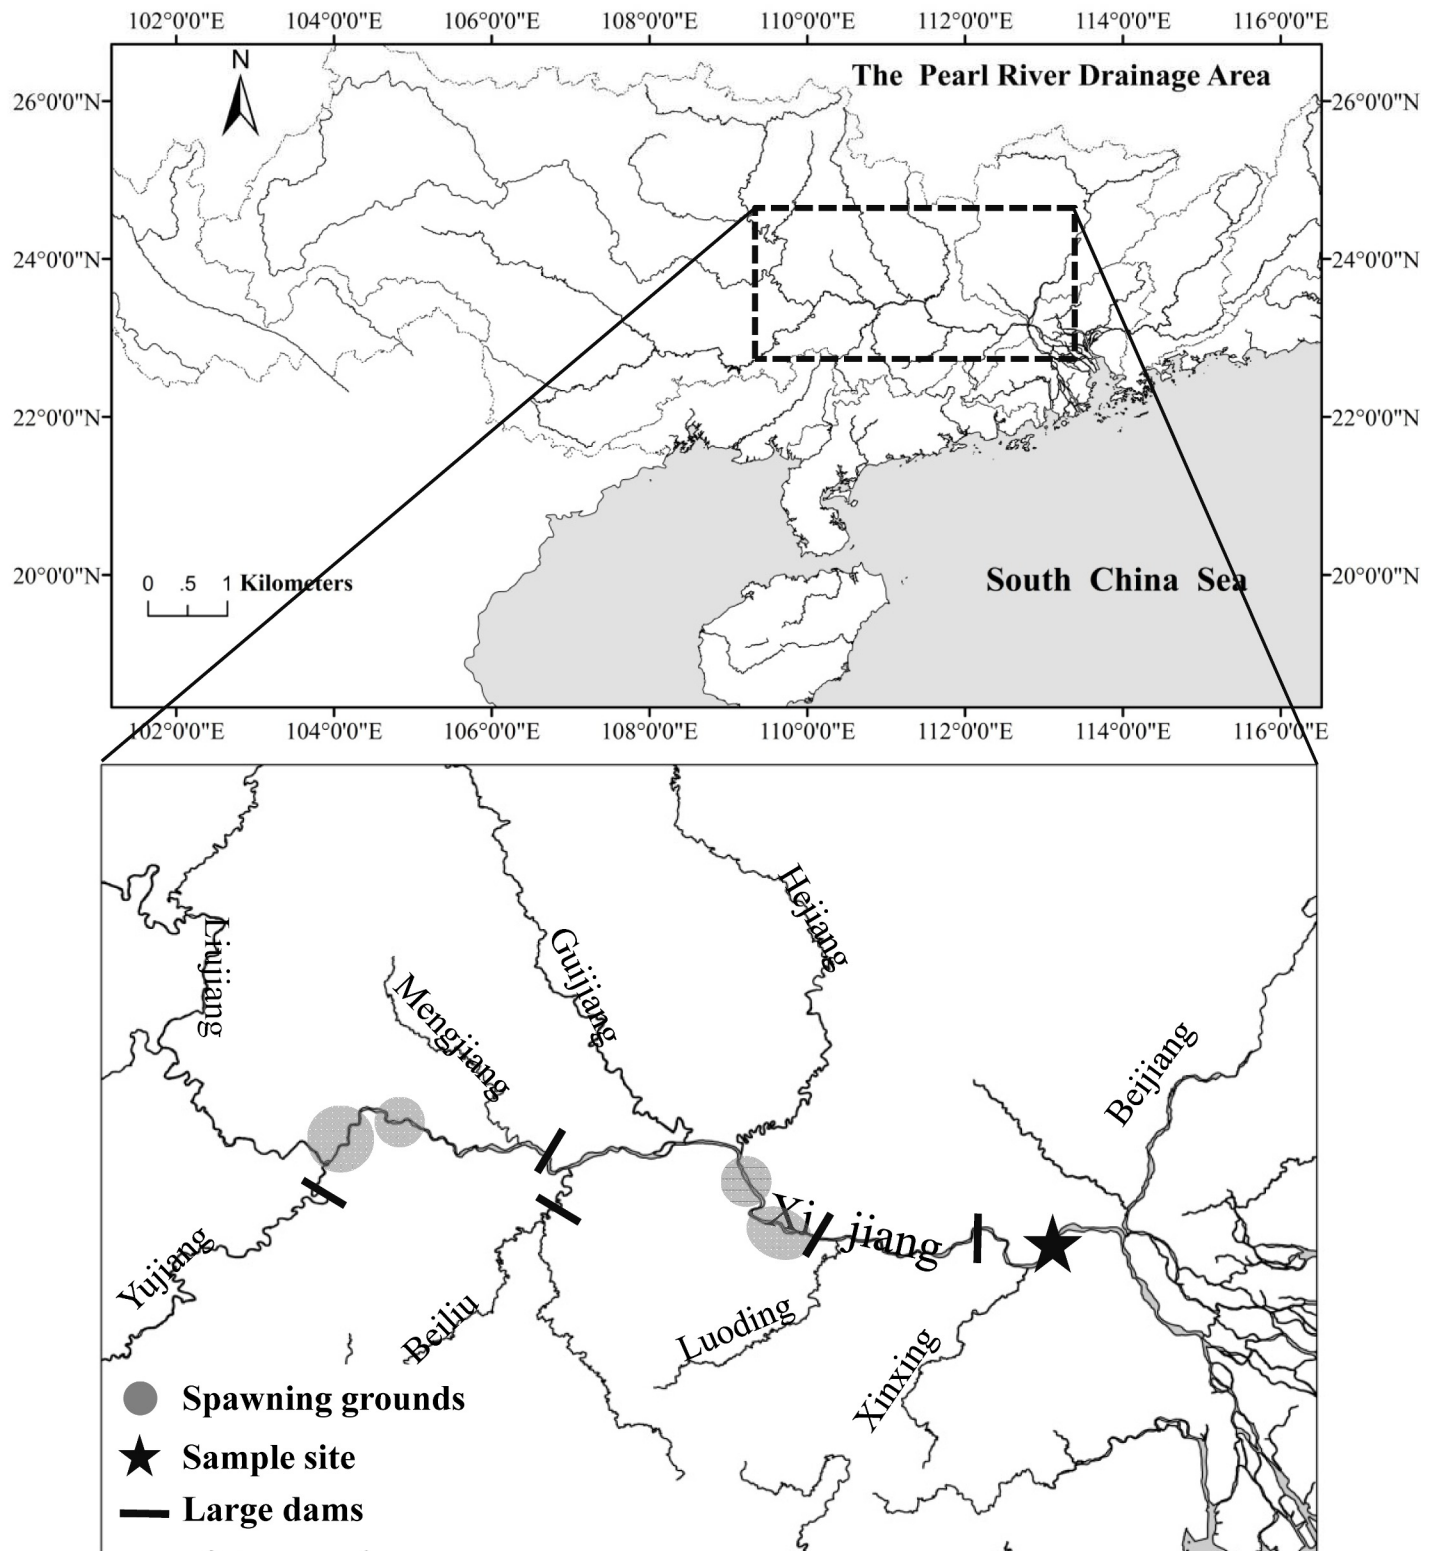 102°0'0"E 104°0'0"E 106°0'0"E 108°0'0"E 110°0'0"E 112°0'0"E 114°0'0"E 116°0'0"E
N
The Pearl River Drainage Area
26°0'0"N 26°0'0"N
24°0'0"N 24°0'0"N
22°0'0"N 22°0'0"N
20°0'0"N 20°0'0"N
South China Sea
0 .5 1 Kilometers
102°0'0"E 104°0'0"E 106°0'0"E 108°0'0"E 110°0'0"E 112°0'0"E 114°0'0"E 116°0'0"E
Hejiang
Liujiang
Guijiang
Mengjiang
Beijiang
Xi jiang
Yujiang
Beiliu
Luoding
Xinxing
Spawning grounds
Sample site
Large dams